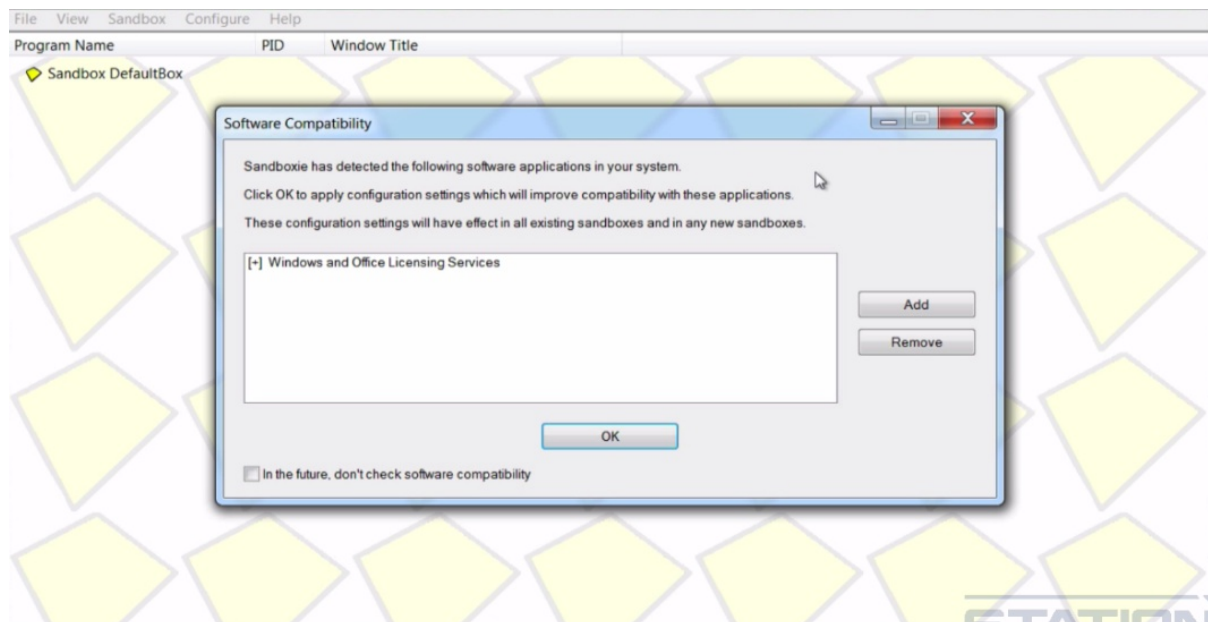 File View Sandbox Configure Help
Program Name PID Window Title
Sandbox DefaultBox
Software Compatibility
Sandboxie has detected the following software applications in your system.
Click OK to apply configuration settings which will improve compatibility with these applications.
These configuration settings will have effect in all existing sandboxes and in any new sandboxes.
[+] Windows and Office Licensing Services
Add
Remove
OK
In the future, don't check software compatibility
STATION